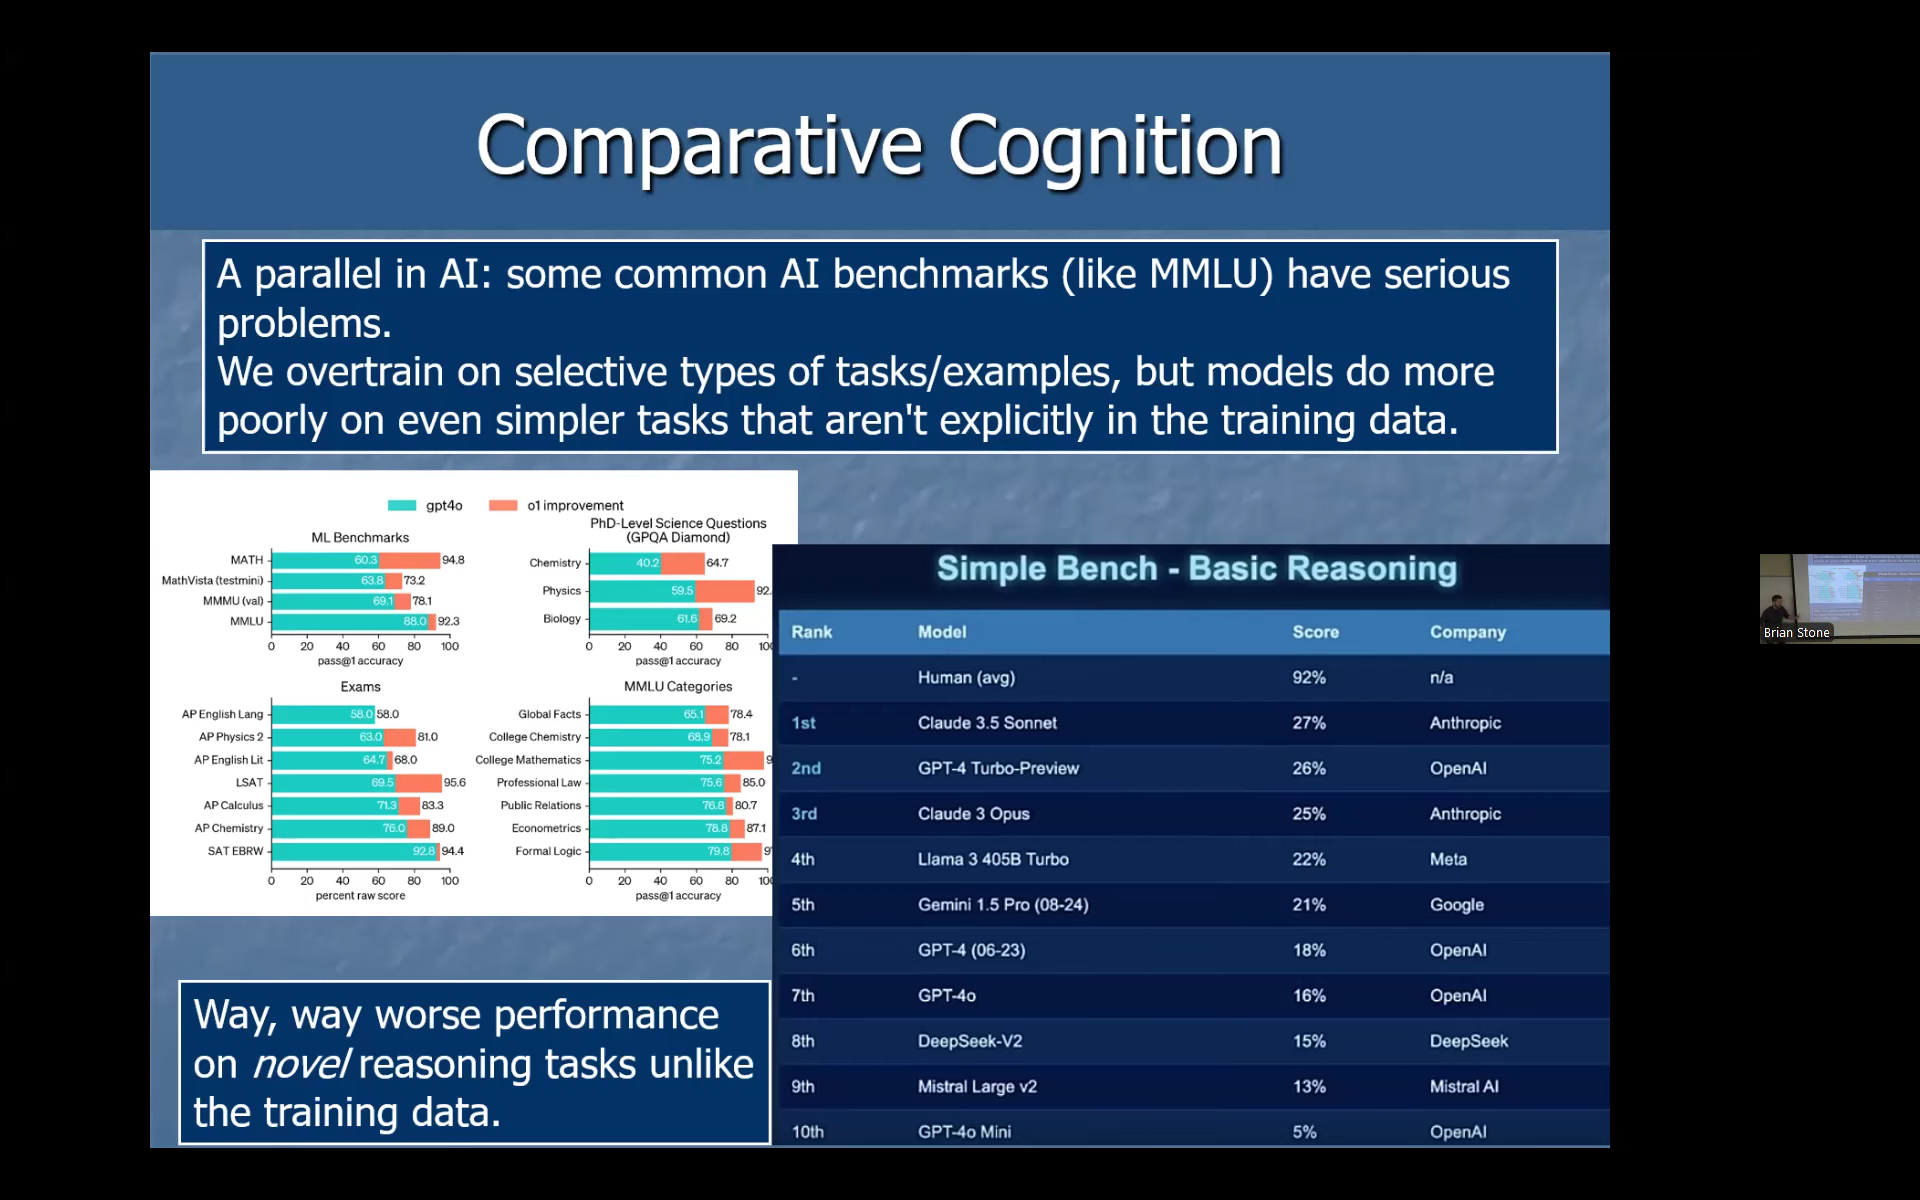 Comparative Cognition
A parallel in AI: some common AI benchmarks (like MMLU) have serious
problems.
We overtrain on selective types of tasks/examples, but models do more
poorly on even simpler tasks that aren't explicitly in the training data.
gpt4o
o1 improvement
ML Benchmarks
MATH 60.3 94.8
MathVista (testmini) 63.8 73.2
MMMU (val) 69.1 78.1
MMLU 88.0 92.3
0 20 40 60 80 100
pass@1 accuracy
PhD-Level Science Questions
(GPQA Diamond)
Chemistry 40.2 64.7
Physics 59.5 92.
Biology 61.6 69.2
0 20 40 60 80 100
pass@1 accuracy
Exams
AP English Lang 58.0 58.0
AP Physics 2 63.0 81.0
AP English Lit 64.7 68.0
LSAT 69.5 95.6
AP Calculus 71.3 83.3
AP Chemistry 76.0 89.0
SAT EBRW 92.8 94.4
0 20 40 60 80 100
percent raw score
MMLU Categories
Global Facts 65.1 78.4
College Chemistry 68.9 78.1
College Mathematics 75.2
Professional Law 75.6 85.0
Public Relations 76.8 80.7
Econometrics 78.8 87.1
Formal Logic 79.8
0 20 40 60 80 100
pass@1 accuracy
Simple Bench - Basic Reasoning
Rank Model Score Company
- Human (avg) 92% n/a
1st Claude 3.5 Sonnet 27% Anthropic
2nd GPT-4 Turbo-Preview 26% OpenAI
3rd Claude 3 Opus 25% Anthropic
4th Llama 3 405B Turbo 22% Meta
5th Gemini 1.5 Pro (08-24) 21% Google
6th GPT-4 (06-23) 18% OpenAI
7th GPT-4o 16% OpenAI
8th DeepSeek-V2 15% DeepSeek
9th Mistral Large v2 13% Mistral AI
10th GPT-4o Mini 5% OpenAI
Way, way worse performance
on novel reasoning tasks unlike
the training data.
Brian Stone